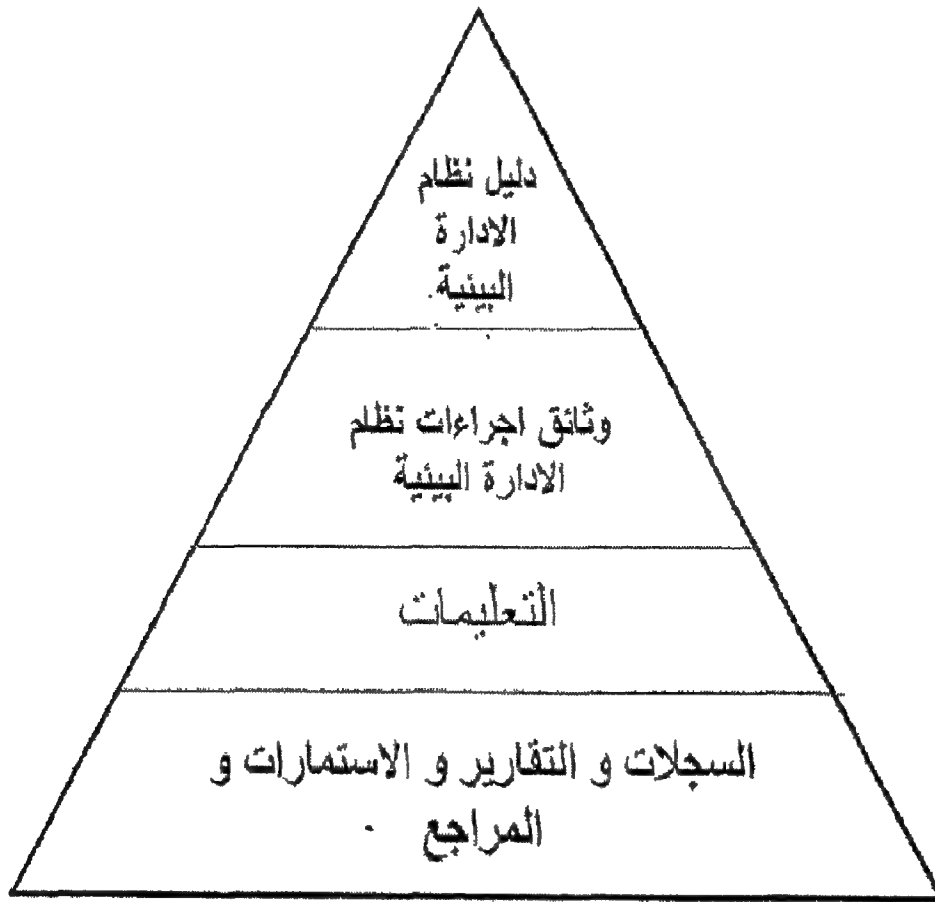 دليل نظام
الادارة
البيئية
وثائق اجراءات نظام
الادارة البيئية
التعليمات
السجلات و التقارير و الاستمارات و
المراجع